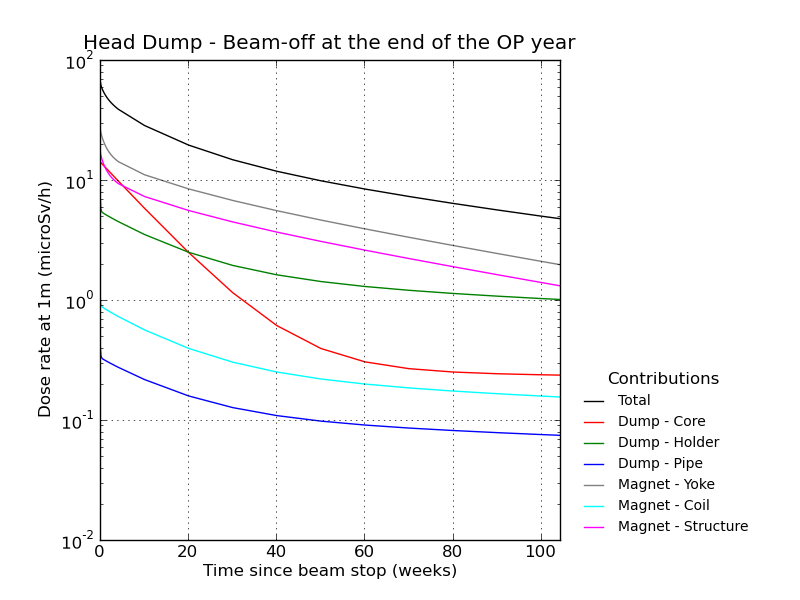 Head Dump - Beam-off at the end of the OP year
10^2
10^1
10^0
10^-1
10^-2
Dose rate at 1m (microSv/h)
0 20 40 60 80 100
Time since beam stop (weeks)
Contributions
Total
Dump - Core
Dump - Holder
Dump - Pipe
Magnet - Yoke
Magnet - Coil
Magnet - Structure